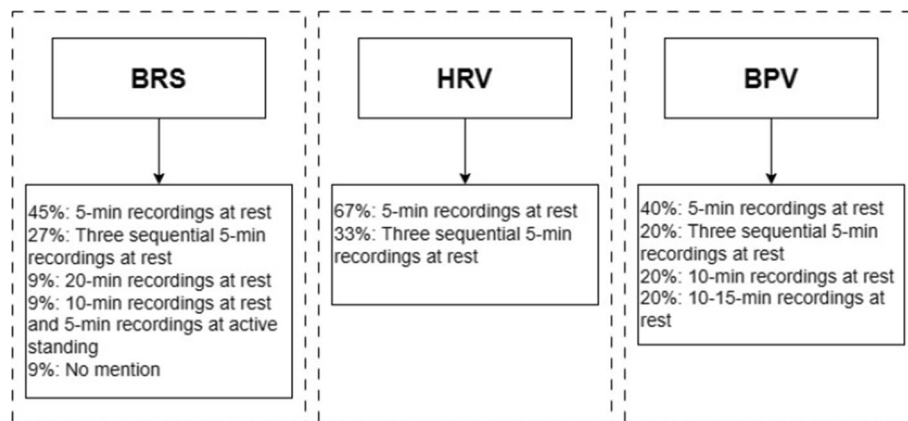 BRS
45%: 5-min recordings at rest
27%: Three sequential 5-min
recordings at rest
9%: 20-min recordings at rest
9%: 10-min recordings at rest
and 5-min recordings at active
standing
9%: No mention
HRV
67%: 5-min recordings at rest
33%: Three sequential 5-min
recordings at rest
BPV
40%: 5-min recordings at rest
20%: Three sequential 5-min
recordings at rest
20%: 10-min recordings at rest
20%: 10-15-min recordings at
rest